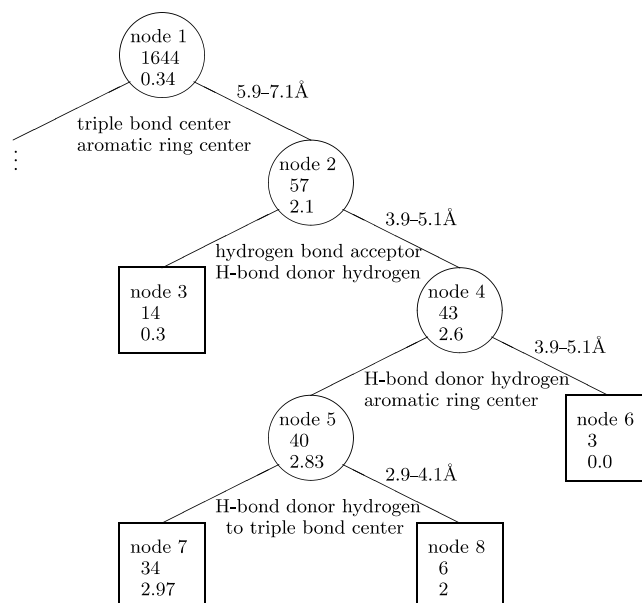 node 1
1644
0.34
5.9–7.1Å
triple bond center
aromatic ring center
⋮
node 2
57
2.1
3.9–5.1Å
hydrogen bond acceptor
H-bond donor hydrogen
node 3
14
0.3
node 4
43
2.6
3.9–5.1Å
H-bond donor hydrogen
aromatic ring center
node 5
40
2.83
node 6
3
0.0
2.9–4.1Å
H-bond donor hydrogen
to triple bond center
node 7
34
2.97
node 8
6
2